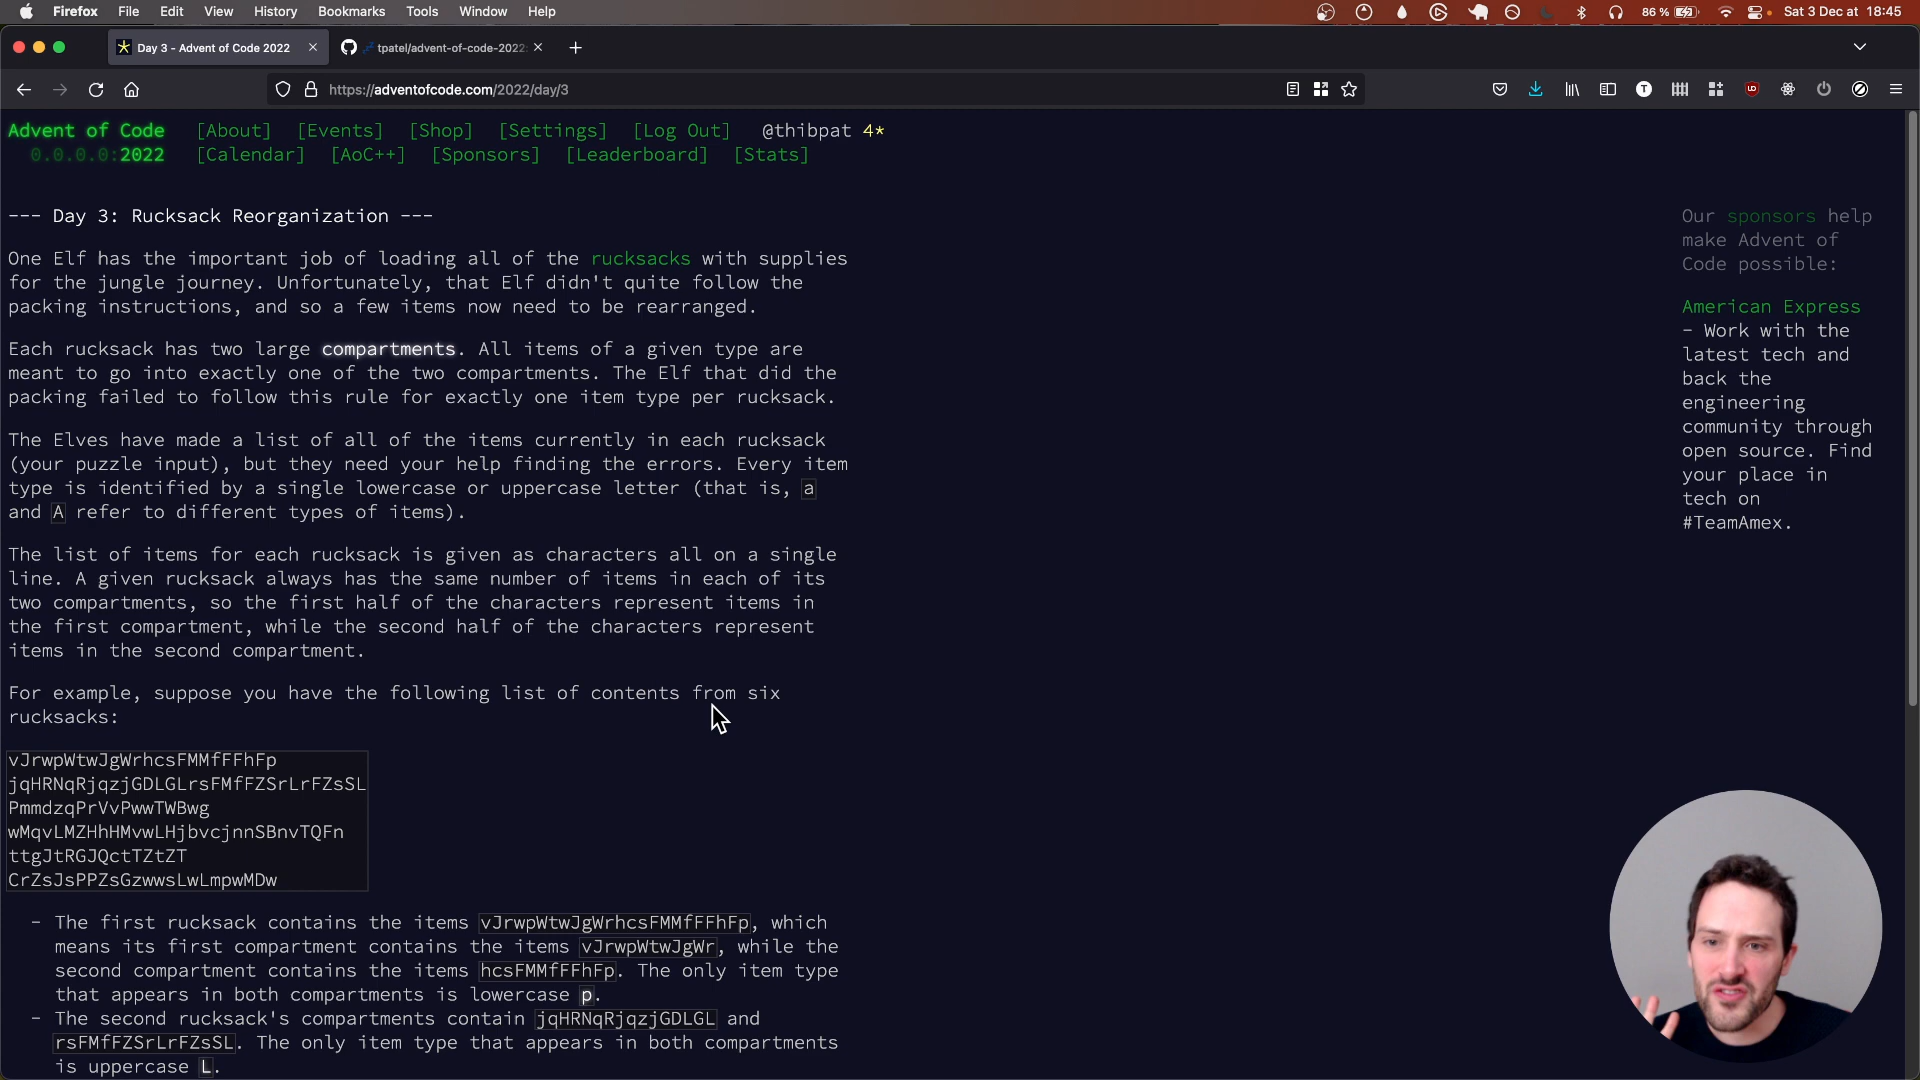 Firefox File Edit View History Bookmarks Tools Window Help 86 % Sat 3 Dec at 18:45
Day 3 - Advent of Code 2022 tpatel/advent-of-code-2022:
https://adventofcode.com/2022/day/3
Advent of Code [About] [Events] [Shop] [Settings] [Log Out] @thibpat 4*
0.0.0.0:2022 [Calendar] [AoC++] [Sponsors] [Leaderboard] [Stats]
--- Day 3: Rucksack Reorganization ---
One Elf has the important job of loading all of the rucksacks with supplies
for the jungle journey. Unfortunately, that Elf didn't quite follow the
packing instructions, and so a few items now need to be rearranged.
Each rucksack has two large compartments. All items of a given type are
meant to go into exactly one of the two compartments. The Elf that did the
packing failed to follow this rule for exactly one item type per rucksack.
The Elves have made a list of all of the items currently in each rucksack
(your puzzle input), but they need your help finding the errors. Every item
type is identified by a single lowercase or uppercase letter (that is, a
and A refer to different types of items).
The list of items for each rucksack is given as characters all on a single
line. A given rucksack always has the same number of items in each of its
two compartments, so the first half of the characters represent items in
the first compartment, while the second half of the characters represent
items in the second compartment.
For example, suppose you have the following list of contents from six
rucksacks:
vJrwpWtwJgWrhcsFMMfFFhFp
jqHRNqRjqzjGDLGLrsFMfFZSrLrFZsSL
PmmdzqPrVvPwwTWBwg
wMqvLMZHhHMvwLHjbvcjnnSBnvTQFn
ttgJtRGJQctTZtZT
CrZsJsPPZsGzwwsLwLmpwMDw
- The first rucksack contains the items vJrwpWtwJgWrhcsFMMfFFhFp, which
means its first compartment contains the items vJrwpWtwJgWr, while the
second compartment contains the items hcsFMMfFFhFp. The only item type
that appears in both compartments is lowercase p.
- The second rucksack's compartments contain jqHRNqRjqzjGDLGL and
rsFMfFZSrLrFZsSL. The only item type that appears in both compartments
is uppercase L.
Our sponsors help
make Advent of
Code possible:
American Express
- Work with the
latest tech and
back the
engineering
community through
open source. Find
your place in
tech on
#TeamAmex.